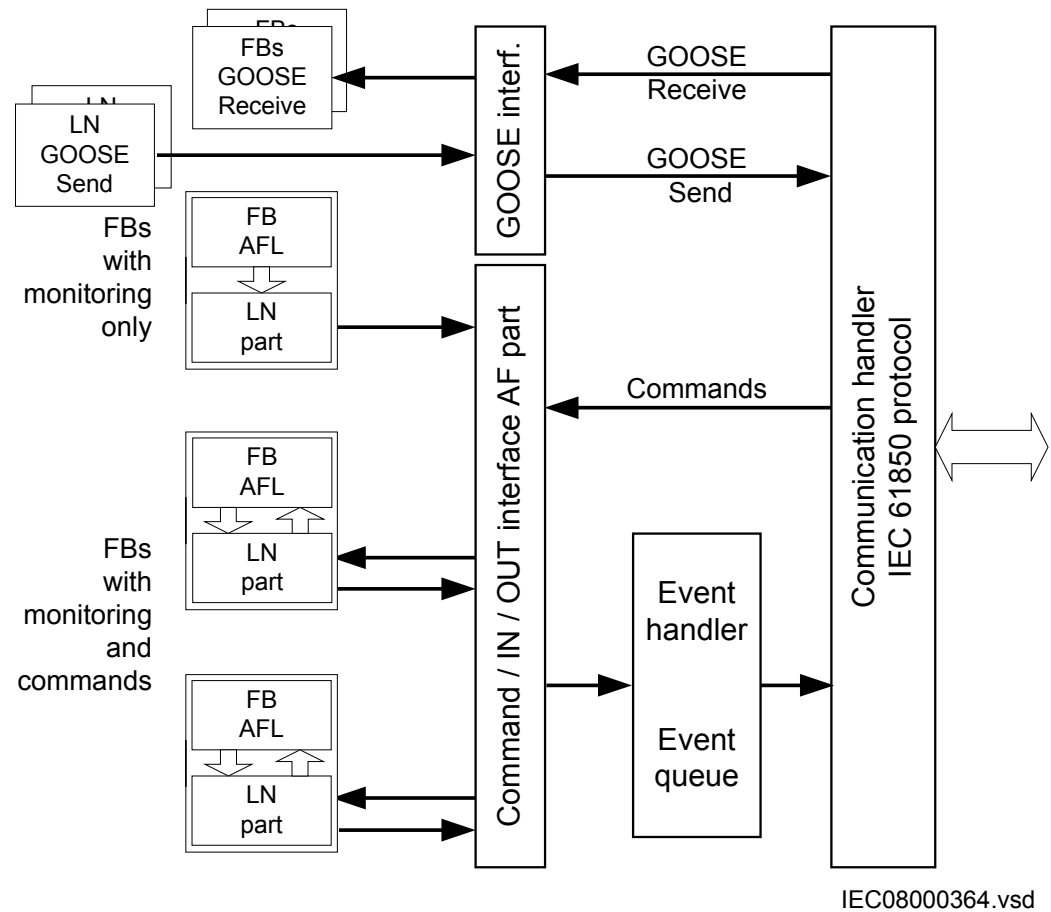 FBs
FBs
GOOSE
Receive
LN
LN
GOOSE
Send
GOOSE interf.
GOOSE
Receive
GOOSE
Send
FBs
with
monitoring
only
FB
AFL
LN
part
Command / IN / OUT interface AF part
Commands
Communication handler
IEC 61850 protocol
FBs
with
monitoring
and
commands
FB
AFL
LN
part
Event
handler
Event
queue
FB
AFL
LN
part
IEC08000364.vsd